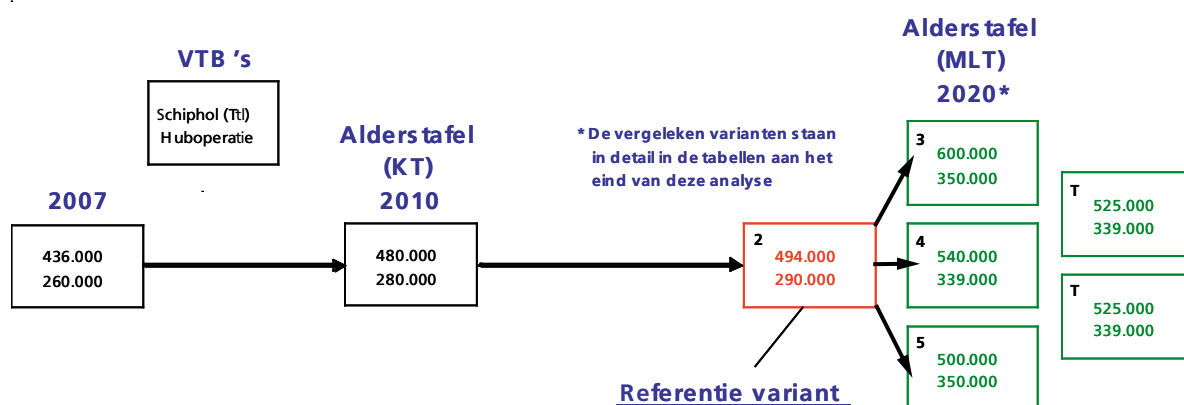 VTB 's
Schiphol (Ttl)
Huboperatie
2007
436.000
260.000
Alderstafel
(KT)
2010
480.000
280.000
* De vergeleken varianten staan
in detail in de tabellen aan het
eind van deze analyse
2
494.000
290.000
Referentie variant
Alderstafel
(MLT)
2020*
3
600.000
350.000
4
540.000
339.000
5
500.000
350.000
T
525.000
339.000
T
525.000
339.000